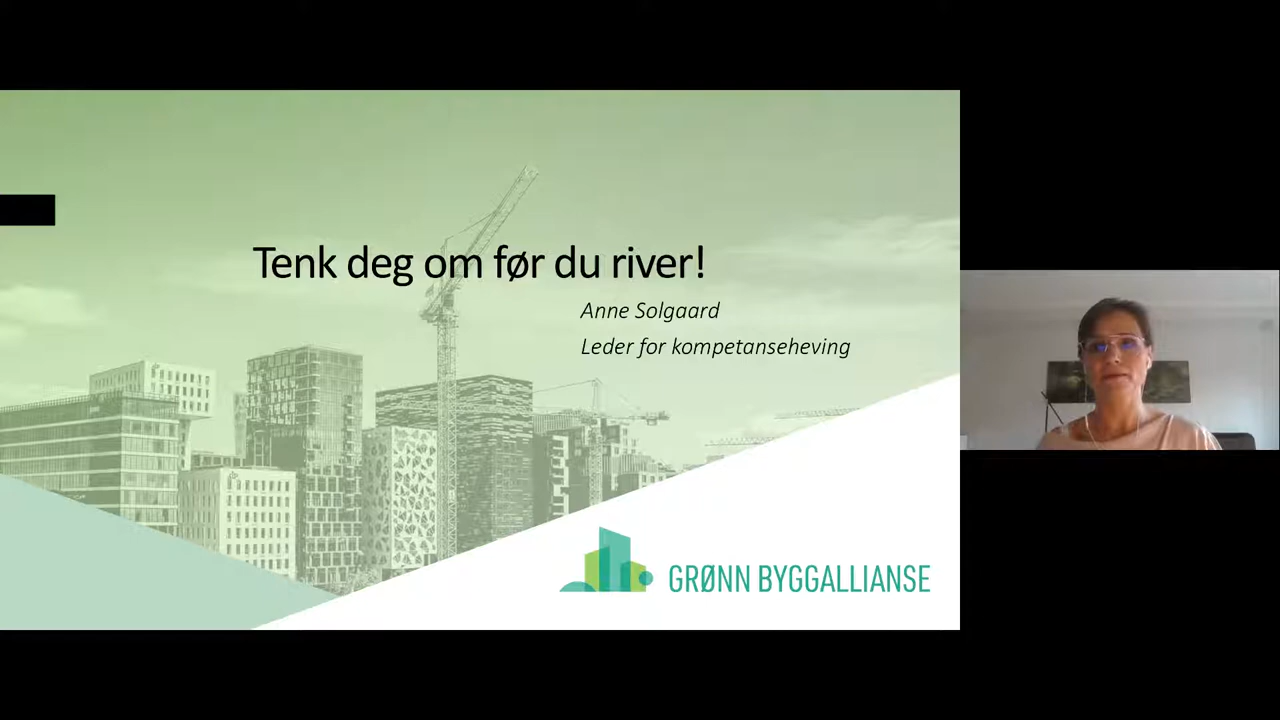 Tenk deg om før du river!
Anne Solgaard
Leder for kompetanseheving
GRØNN BYGGALLIANSE